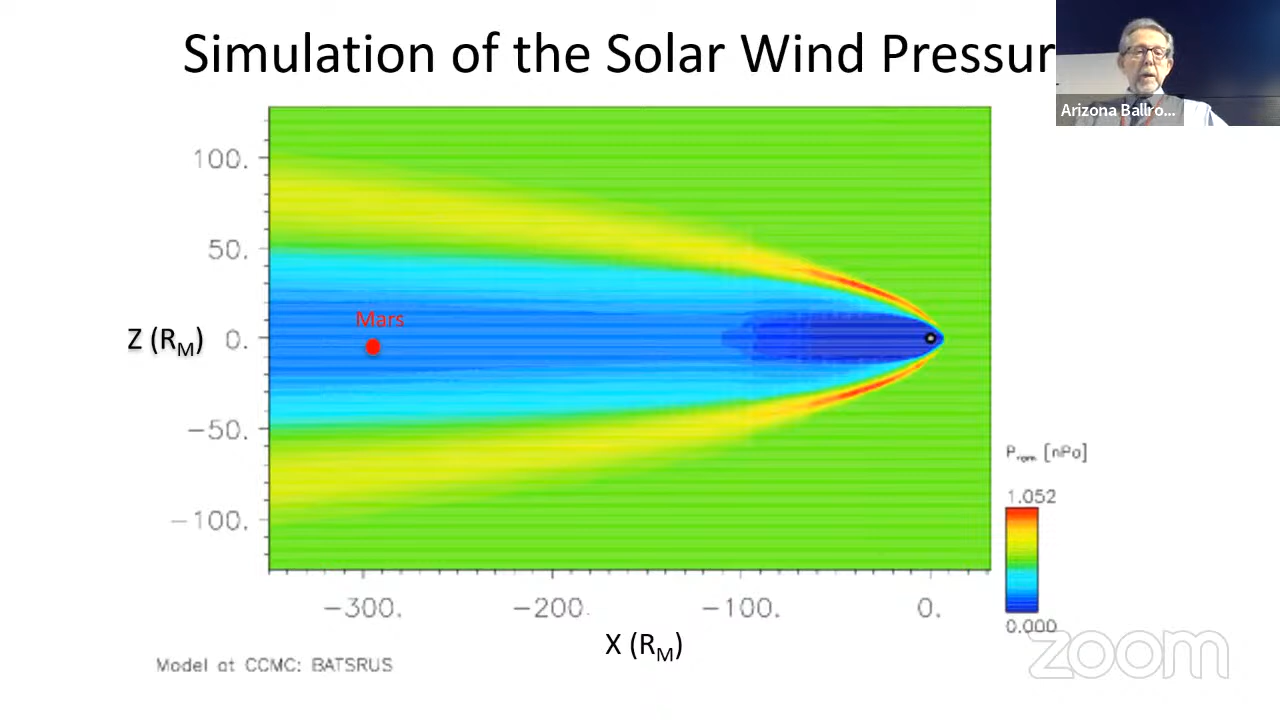 Simulation of the Solar Wind Pressur
Arizona Ballro...
100.
50.
Mars
Z (RM)
0.
-50.
-100.
Pram [nPa]
1.052
0.000
-300.
-200.
-100.
0.
X (RM)
Model at CCMC: BATSRUS
zoom